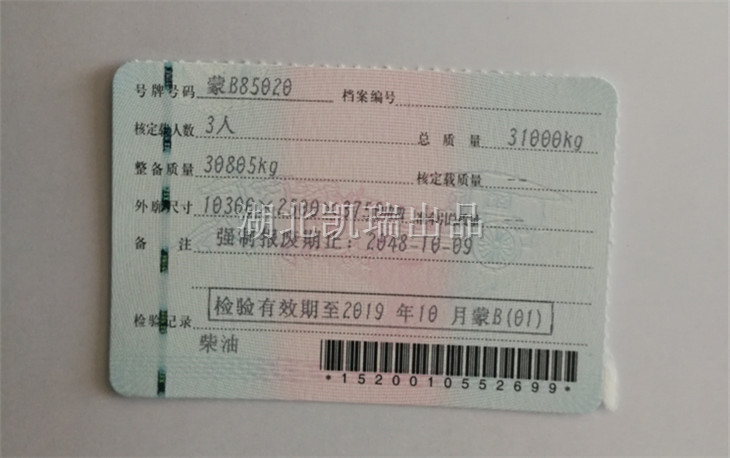 号牌号码 蒙B85020 档案编号
核定载人数 3人 总质量 31000kg
整备质量 30805kg 核定载质量 --
外廓尺寸 10366×2500×3750mm --
备注 强制报废期止：2048-10-09
湖北凯瑞出品
检验记录 检验有效期至2019 年10 月蒙B(01)
柴油
*1520010552699*